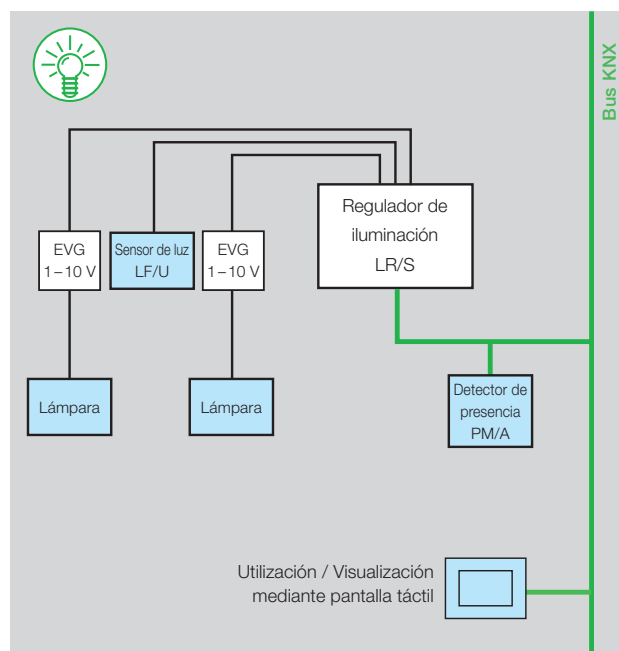 Bus KNX
Regulador de
iluminación
LR/S
EVG
1–10 V
Sensor de luz
LF/U
EVG
1–10 V
Lámpara
Lámpara
Detector de
presencia
PM/A
Utilización / Visualización
mediante pantalla táctil